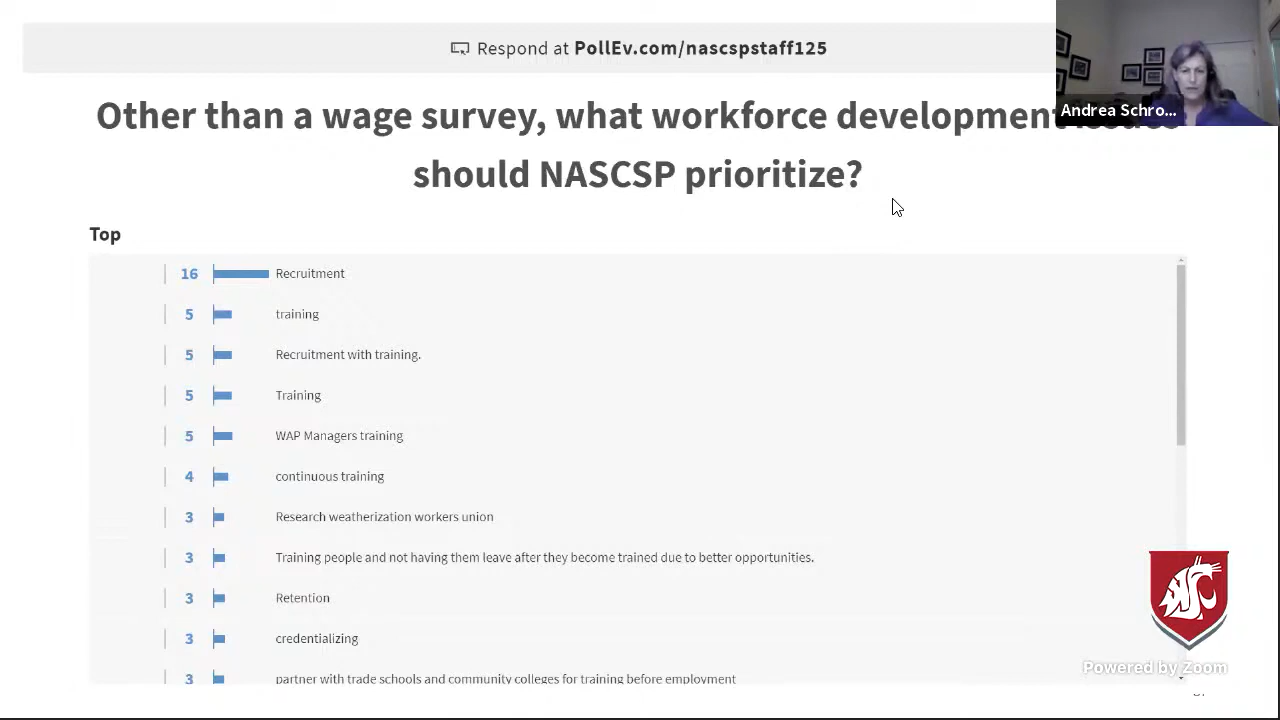 Respond at PollEv.com/nascspstaff125
Andrea Schro...
Other than a wage survey, what workforce development
should NASCSP prioritize?
Top
16 Recruitment
5 training
5 Recruitment with training.
5 Training
5 WAP Managers training
4 continuous training
3 Research weatherization workers union
3 Training people and not having them leave after they become trained due to better opportunities.
3 Retention
3 credentializing
3 partner with trade schools and community colleges for training before employment
Powered by Zoom